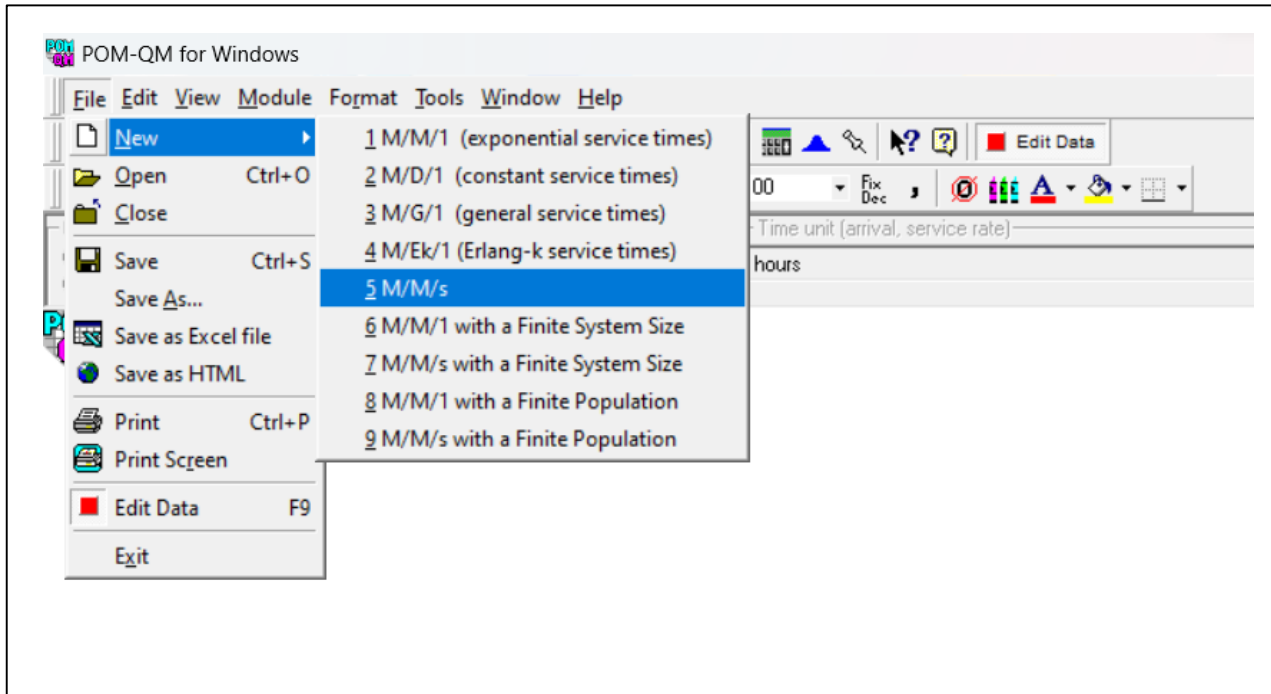 POM-QM for Windows
File Edit View Module Format Tools Window Help
New
Open Ctrl+O
Close
Save Ctrl+S
Save As...
Save as Excel file
Save as HTML
Print Ctrl+P
Print Screen
Edit Data F9
Exit
1 M/M/1 (exponential service times)
2 M/D/1 (constant service times)
3 M/G/1 (general service times)
4 M/Ek/1 (Erlang-k service times)
5 M/M/s
6 M/M/1 with a Finite System Size
7 M/M/s with a Finite System Size
8 M/M/1 with a Finite Population
9 M/M/s with a Finite Population
Edit Data
00 Fix Dec ,
Time unit (arrival, service rate)
hours